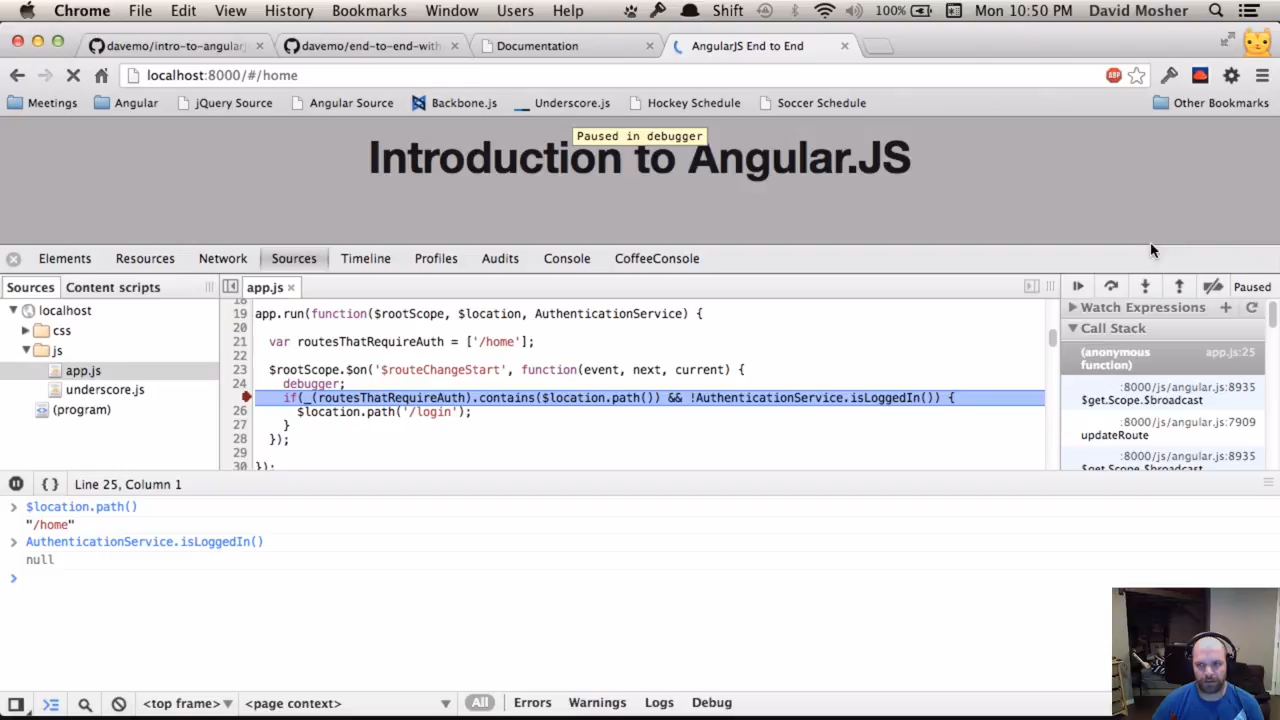 Chrome File Edit View History Bookmarks Window Users Help Shift 100% Mon 10:50 PM David Mosher
davemo/intro-to-angular davemo/end-to-end-with Documentation AngularJS End to End
localhost:8000/#/home
Meetings Angular jQuery Source Angular Source Backbone.js Underscore.js Hockey Schedule Soccer Schedule Other Bookmarks
Paused in debugger
Introduction to Angular.JS
Elements Resources Network Sources Timeline Profiles Audits Console CoffeeConsole
Sources Content scripts app.js Paused
localhost
css
js
app.js
underscore.js
(program)
18
19 app.run(function($rootScope, $location, AuthenticationService) {
20
21 var routesThatRequireAuth = ['/home'];
22
23 $rootScope.$on('$routeChangeStart', function(event, next, current) {
24 debugger;
if(_(routesThatRequireAuth).contains($location.path()) && !AuthenticationService.isLoggedIn()) {
26 $location.path('/login');
27 }
28 });
29
30 });
Watch Expressions
Call Stack
(anonymous function) app.js:25
:8000/js/angular.js:8935
$get.Scope.$broadcast
:8000/js/angular.js:7909
updateRoute
:8000/js/angular.js:8935
$get.Scope.$broadcast
{} Line 25, Column 1
> $location.path()
"/home"
> AuthenticationService.isLoggedIn()
null
>
<top frame> <page context> All Errors Warnings Logs Debug